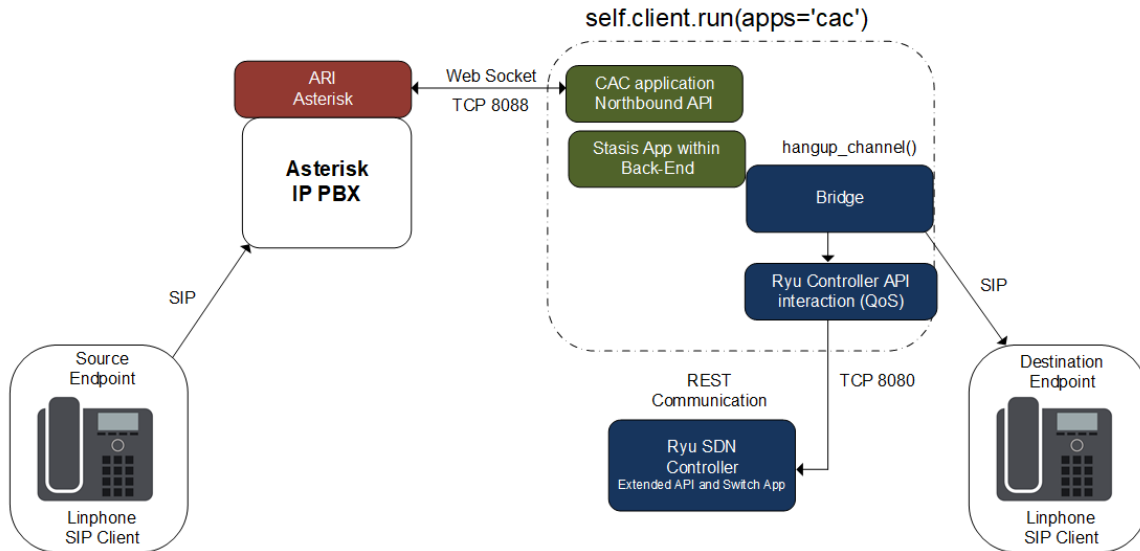 self.client.run(apps='cac')
ARI
Asterisk
Web Socket
TCP 8088
CAC application
Northbound API
Asterisk
IP PBX
Stasis App within
Back-End
hangup_channel()
Bridge
Ryu Controller API
interaction (QoS)
SIP
SIP
Source
Endpoint
Linphone
SIP Client
REST
Communication
TCP 8080
Ryu SDN
Controller
Extended API and Switch App
Destination
Endpoint
Linphone
SIP Client